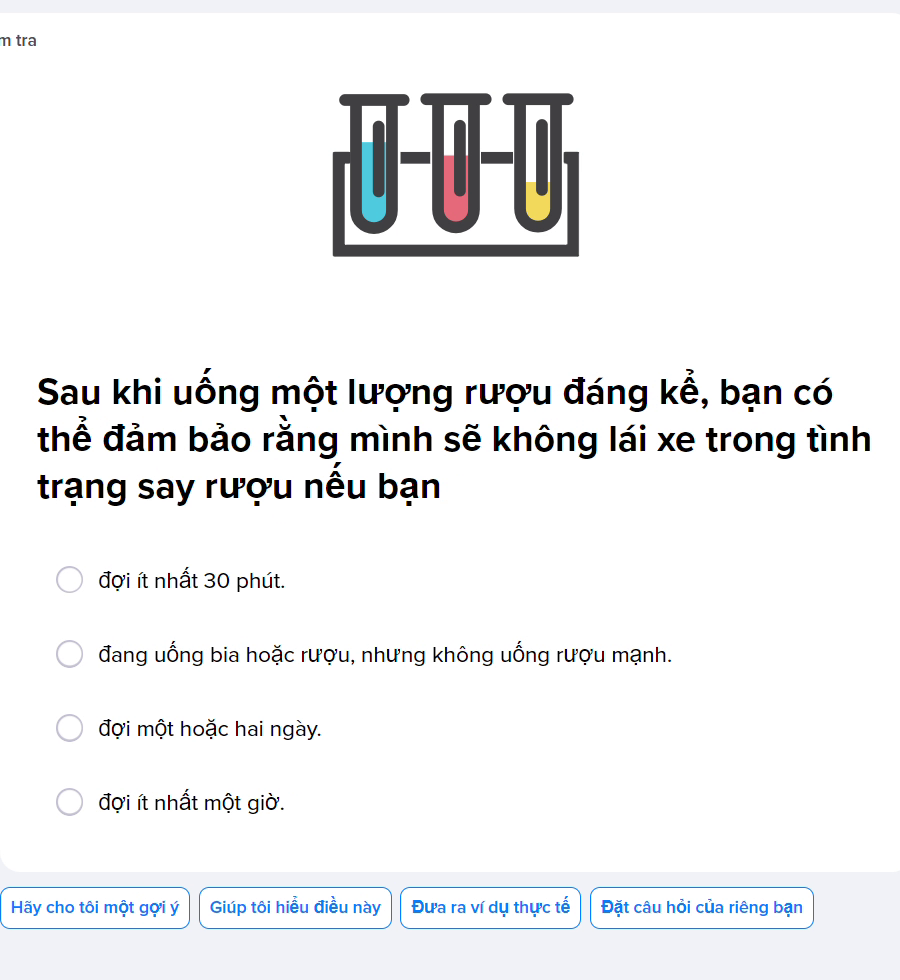 m tra
Sau khi uống một lượng rượu đáng kể, bạn có
thể đảm bảo rằng mình sẽ không lái xe trong tình
trạng say rượu nếu bạn
đợi ít nhất 30 phút.
đang uống bia hoặc rượu, nhưng không uống rượu mạnh.
đợi một hoặc hai ngày.
đợi ít nhất một giờ.
Hãy cho tôi một gợi ý
Giúp tôi hiểu điều này
Đưa ra ví dụ thực tế
Đặt câu hỏi của riêng bạn